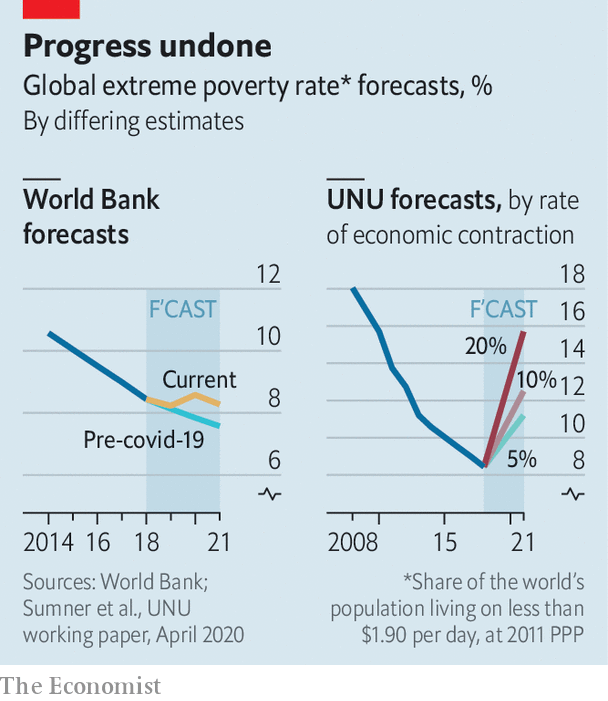 Progress undone
Global extreme poverty rate* forecasts, %
By differing estimates
World Bank
forecasts
12
F'CAST
10
Current
8
Pre-covid-19
6
2014 16 18 21
Sources: World Bank;
Sumner et al., UNU
working paper, April 2020
UNU forecasts, by rate
of economic contraction
18
F'CAST
16
20%
14
10%
12
10
5%
8
2008 15 21
*Share of the world's
population living on less than
$1.90 per day, at 2011 PPP
The Economist